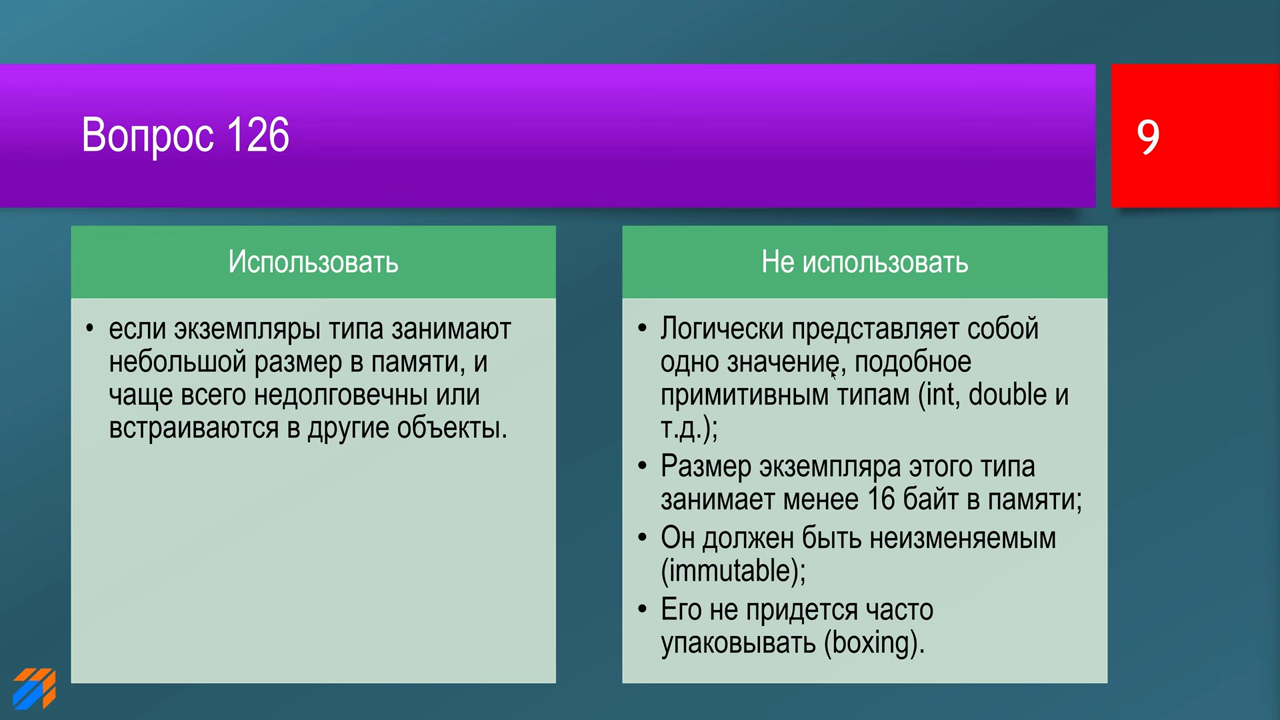 Вопрос 126
9
Использовать
• если экземпляры типа занимают
небольшой размер в памяти, и
чаще всего недолговечны или
встраиваются в другие объекты.
Не использовать
• Логически представляет собой
одно значение, подобное
примитивным типам (int, double и
т.д.);
• Размер экземпляра этого типа
занимает менее 16 байт в памяти;
• Он должен быть неизменяемым
(immutable);
• Его не придется часто
упаковывать (boxing).